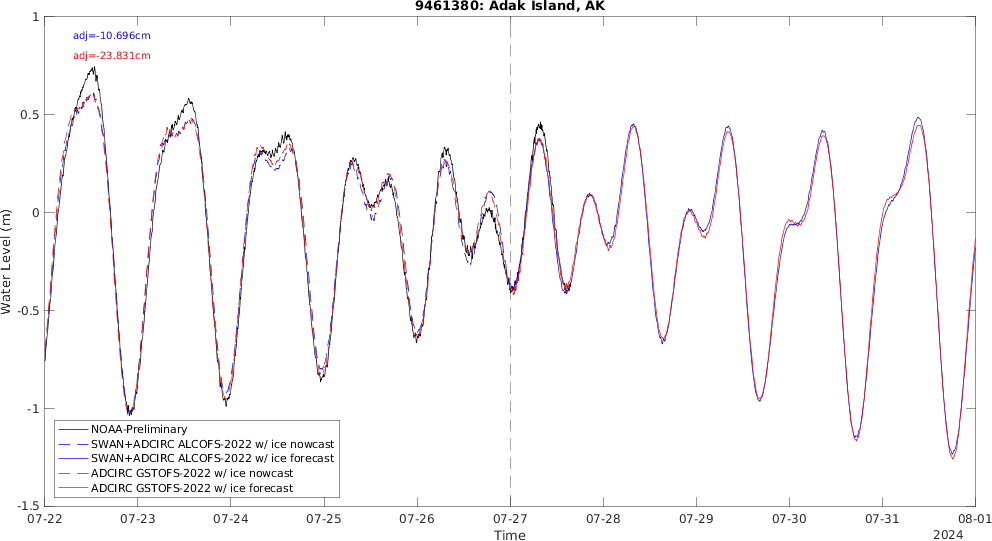 9461380: Adak Island, AK
adj=-10.696cm
adj=-23.831cm
Water Level (m)
1
0.5
0
-0.5
-1
-1.5
NOAA-Preliminary
SWAN+ADCIRC ALCOFS-2022 w/ ice nowcast
SWAN+ADCIRC ALCOFS-2022 w/ ice forecast
ADCIRC GSTOFS-2022 w/ ice nowcast
ADCIRC GSTOFS-2022 w/ ice forecast
07-22 07-23 07-24 07-25 07-26 07-27 07-28 07-29 07-30 07-31 08-01
Time
2024